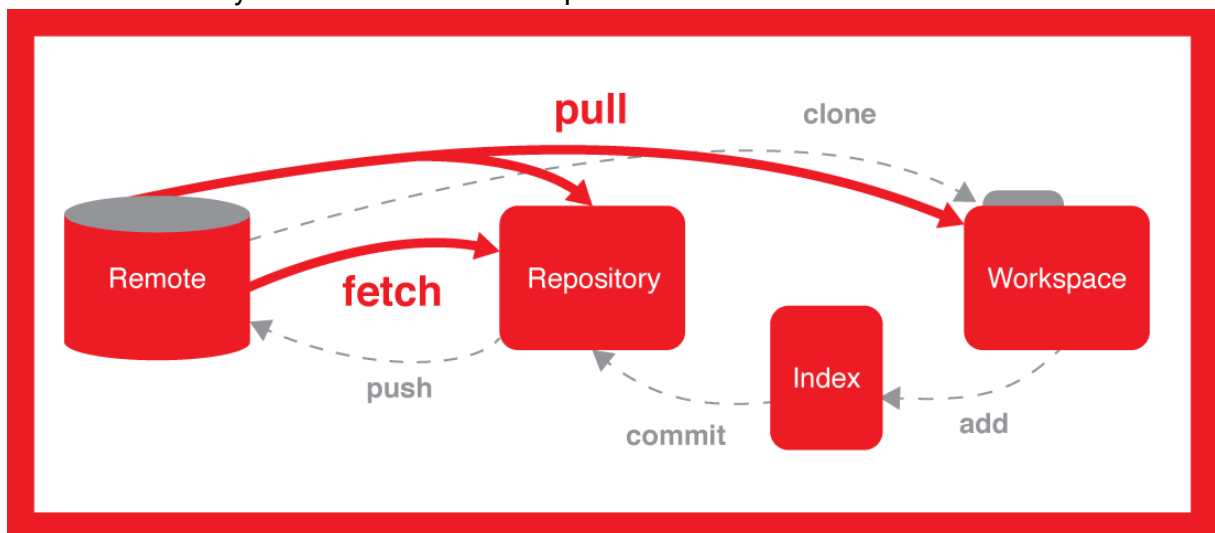 pull
clone
Remote
fetch
Repository
Workspace
push
Index
commit
add